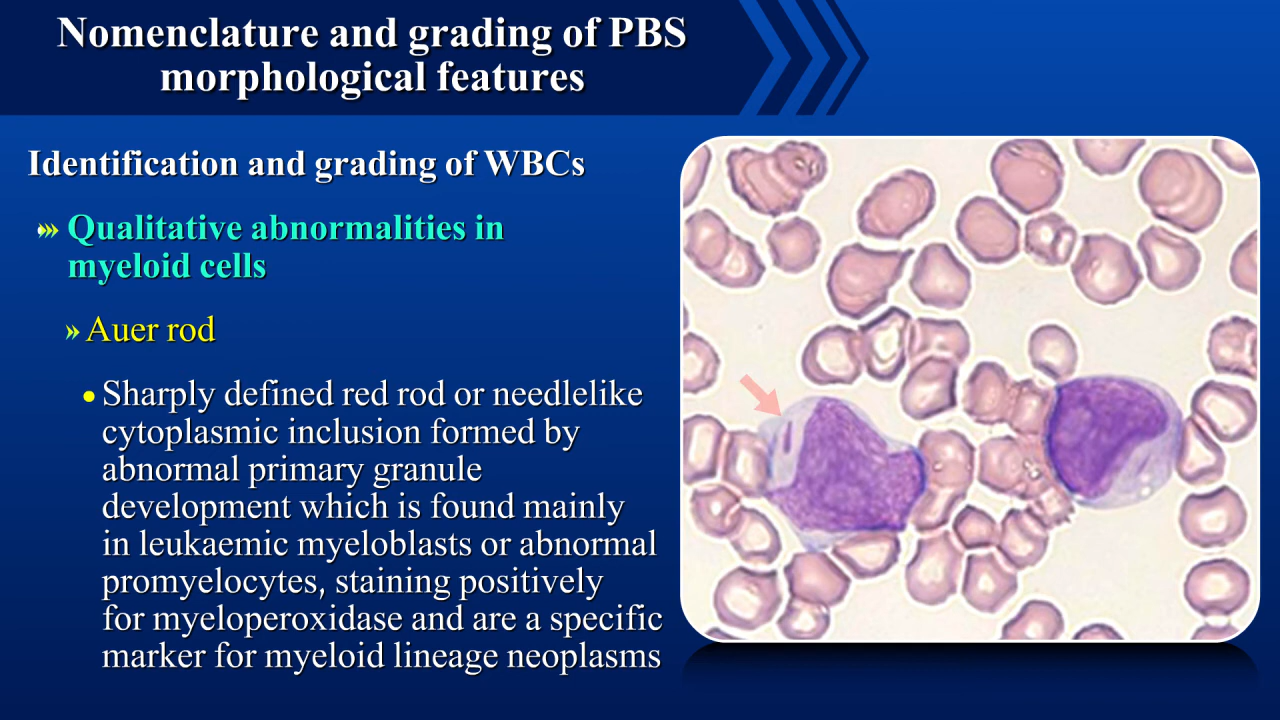 Nomenclature and grading of PBS
morphological features
Identification and grading of WBCs
Qualitative abnormalities in
myeloid cells
Auer rod
Sharply defined red rod or needlelike
cytoplasmic inclusion formed by
abnormal primary granule
development which is found mainly
in leukaemic myeloblasts or abnormal
promyelocytes, staining positively
for myeloperoxidase and are a specific
marker for myeloid lineage neoplasms